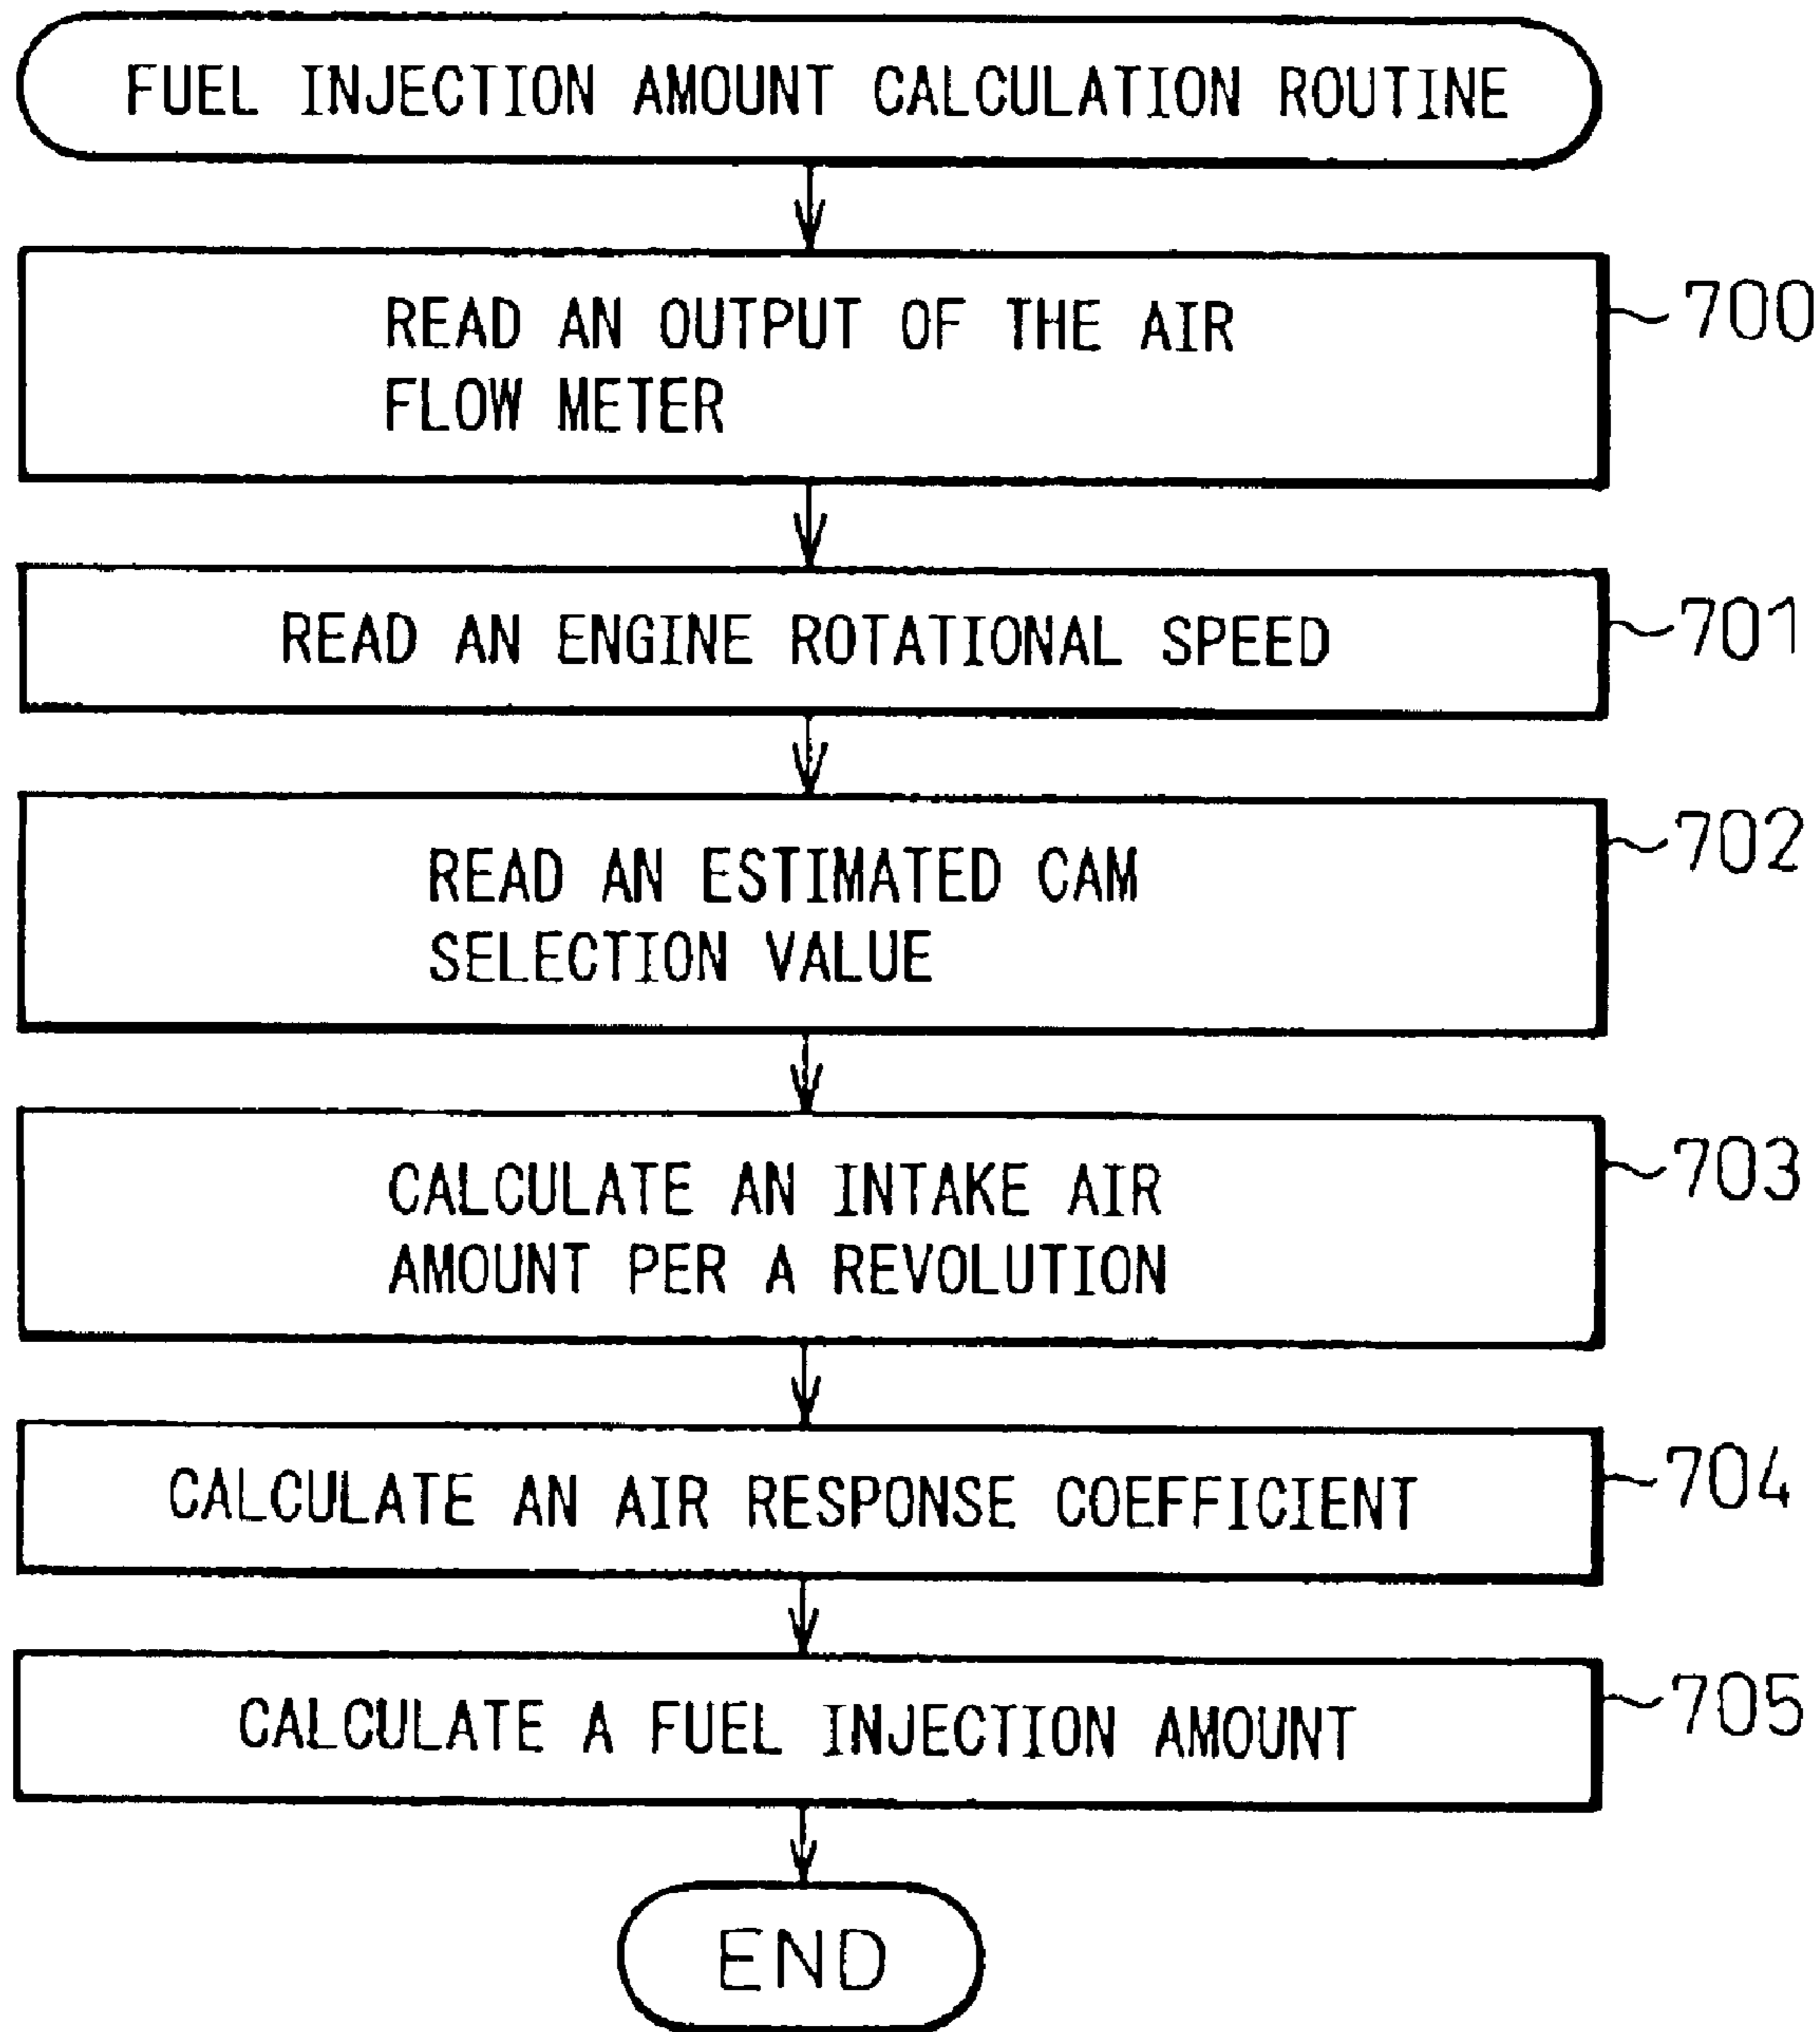 FUEL INJECTION AMOUNT CALCULATION ROUTINE
READ AN OUTPUT OF THE AIR
FLOW METER
700
READ AN ENGINE ROTATIONAL SPEED
701
READ AN ESTIMATED CAM
SELECTION VALUE
702
CALCULATE AN INTAKE AIR
AMOUNT PER A REVOLUTION
703
CALCULATE AN AIR RESPONSE COEFFICIENT
704
CALCULATE A FUEL INJECTION AMOUNT
705
END